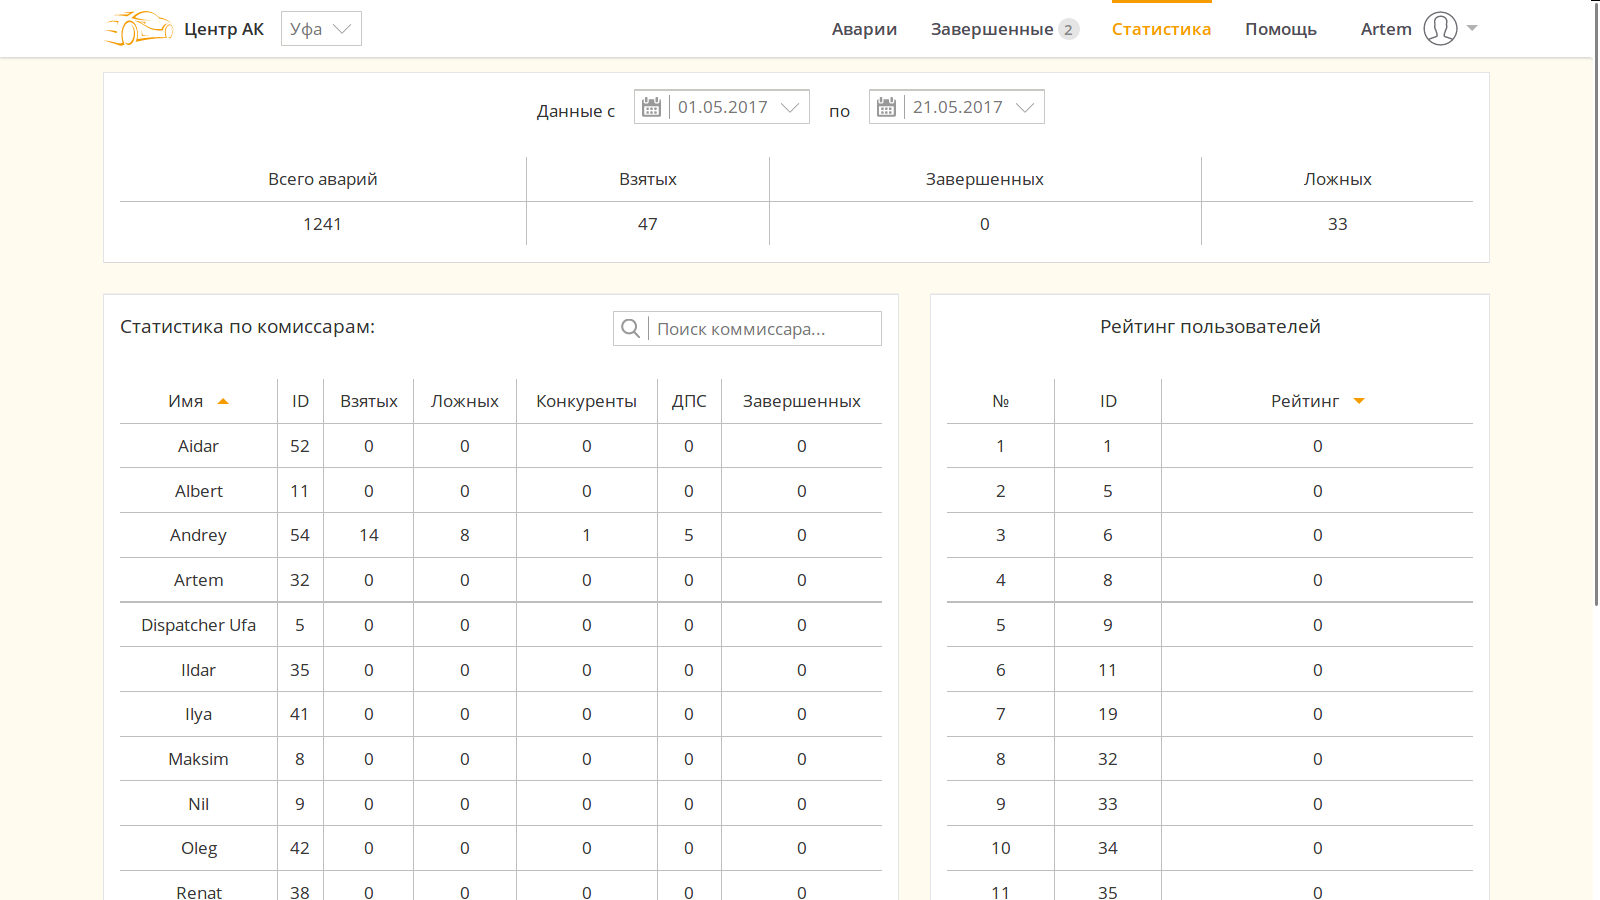 Центр АК Уфа Аварии Завершенные 2 Статистика Помощь Artem
Данные с 01.05.2017 по 21.05.2017
Всего аварий Взятых Завершенных Ложных
1241 47 0 33
Статистика по комиссарам: Поиск коммиссара...
Имя ID Взятых Ложных Конкуренты ДПС Завершенных
Aidar 52 0 0 0 0 0
Albert 11 0 0 0 0 0
Andrey 54 14 8 1 5 0
Artem 32 0 0 0 0 0
Dispatcher Ufa 5 0 0 0 0 0
Ildar 35 0 0 0 0 0
Ilya 41 0 0 0 0 0
Maksim 8 0 0 0 0 0
Nil 9 0 0 0 0 0
Oleg 42 0 0 0 0 0
Renat 38 0 0 0 0 0
Рейтинг пользователей
№ ID Рейтинг
1 1 0
2 5 0
3 6 0
4 8 0
5 9 0
6 11 0
7 19 0
8 32 0
9 33 0
10 34 0
11 35 0